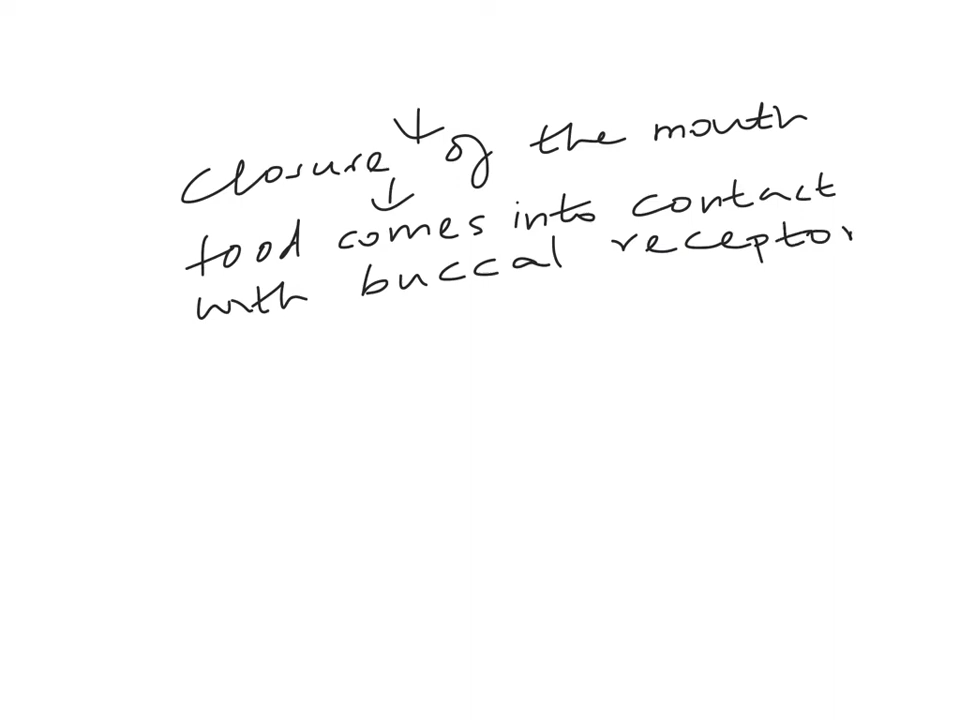 ↓
closure of the mouth
↓
food comes into contact
with buccal receptor